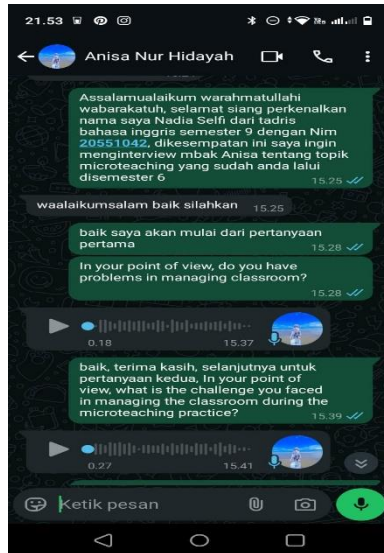 21.53
Anisa Nur Hidayah
Assalamualaikum warahmatullahi
wabarakatuh, selamat siang perkenalkan
nama saya Nadia Selfi dari tadris
bahasa inggris semester 9 dengan Nim
20551042, dikesempatan ini saya ingin
menginterview mbak Anisa tentang topik
microteaching yang sudah anda lalui
disemester 6
15.25
waalaikumsalam baik silahkan 15.25
baik saya akan mulai dari pertanyaan
pertama
15.28
In your point of view, do you have
problems in managing classroom?
15.28
0.18 15.37
baik, terima kasih, selanjutnya untuk
pertanyaan kedua, In your point of
view, what is the challenge you faced
in managing the classroom during the
microteaching practice? 15.39
0.27 15.41
Ketik pesan